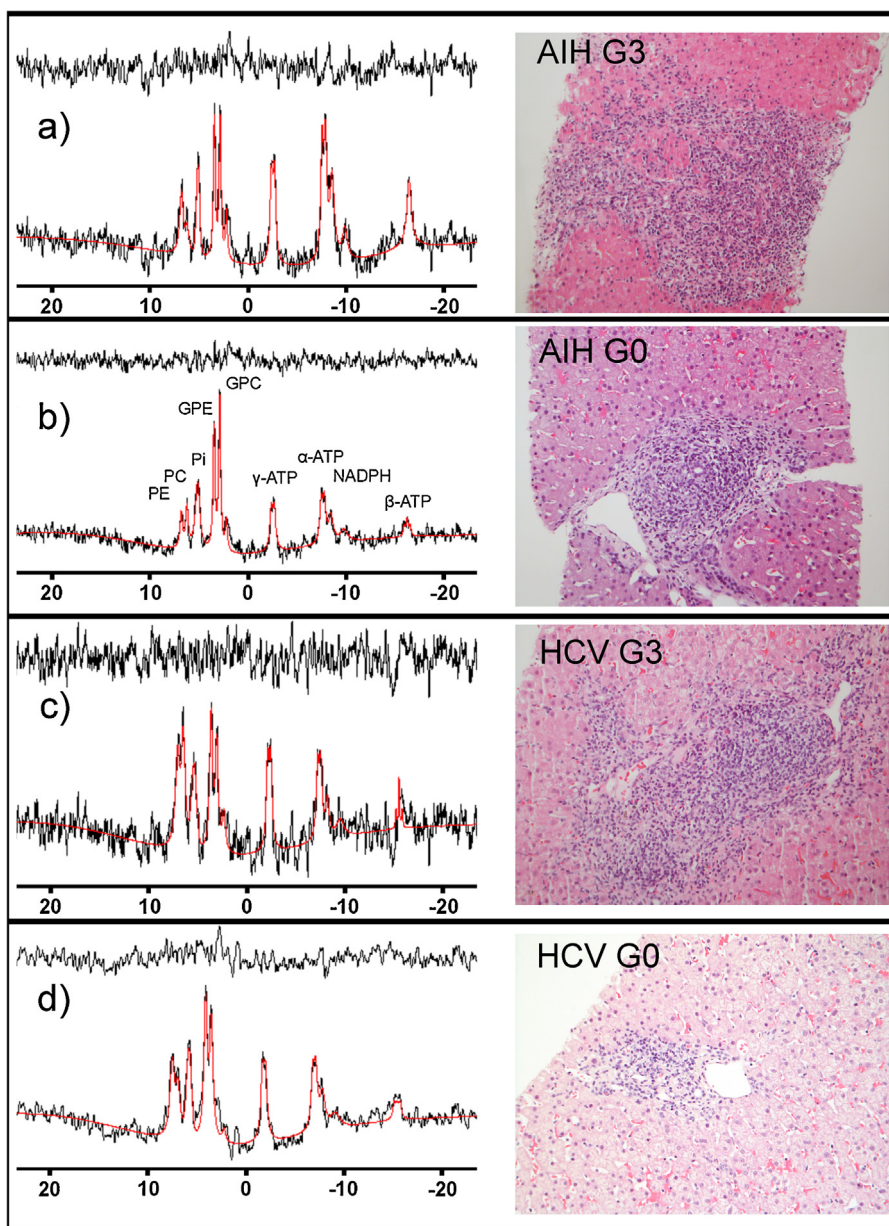 AIH G3
a)
20 10 0 -10 -20
AIH G0
b)
GPC
GPE
Pi
PC
PE
γ-ATP
α-ATP
NADPH
β-ATP
20 10 0 -10 -20
HCV G3
c)
20 10 0 -10 -20
HCV G0
d)
20 10 0 -10 -20